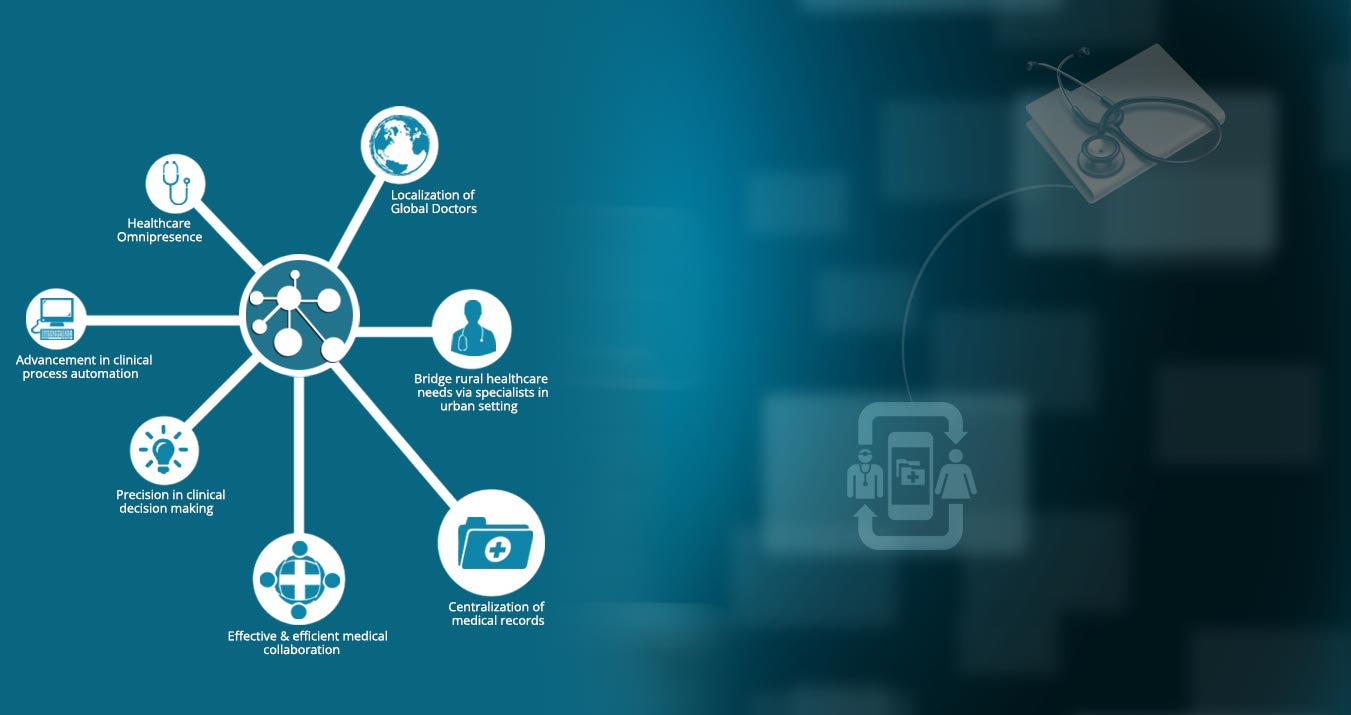 Localization of
Global Doctors
Healthcare
Omnipresence
Advancement in clinical
process automation
Bridge rural healthcare
needs via specialists in
urban setting
Precision in clinical
decision making
Centralization of
medical records
Effective & efficient medical
collaboration